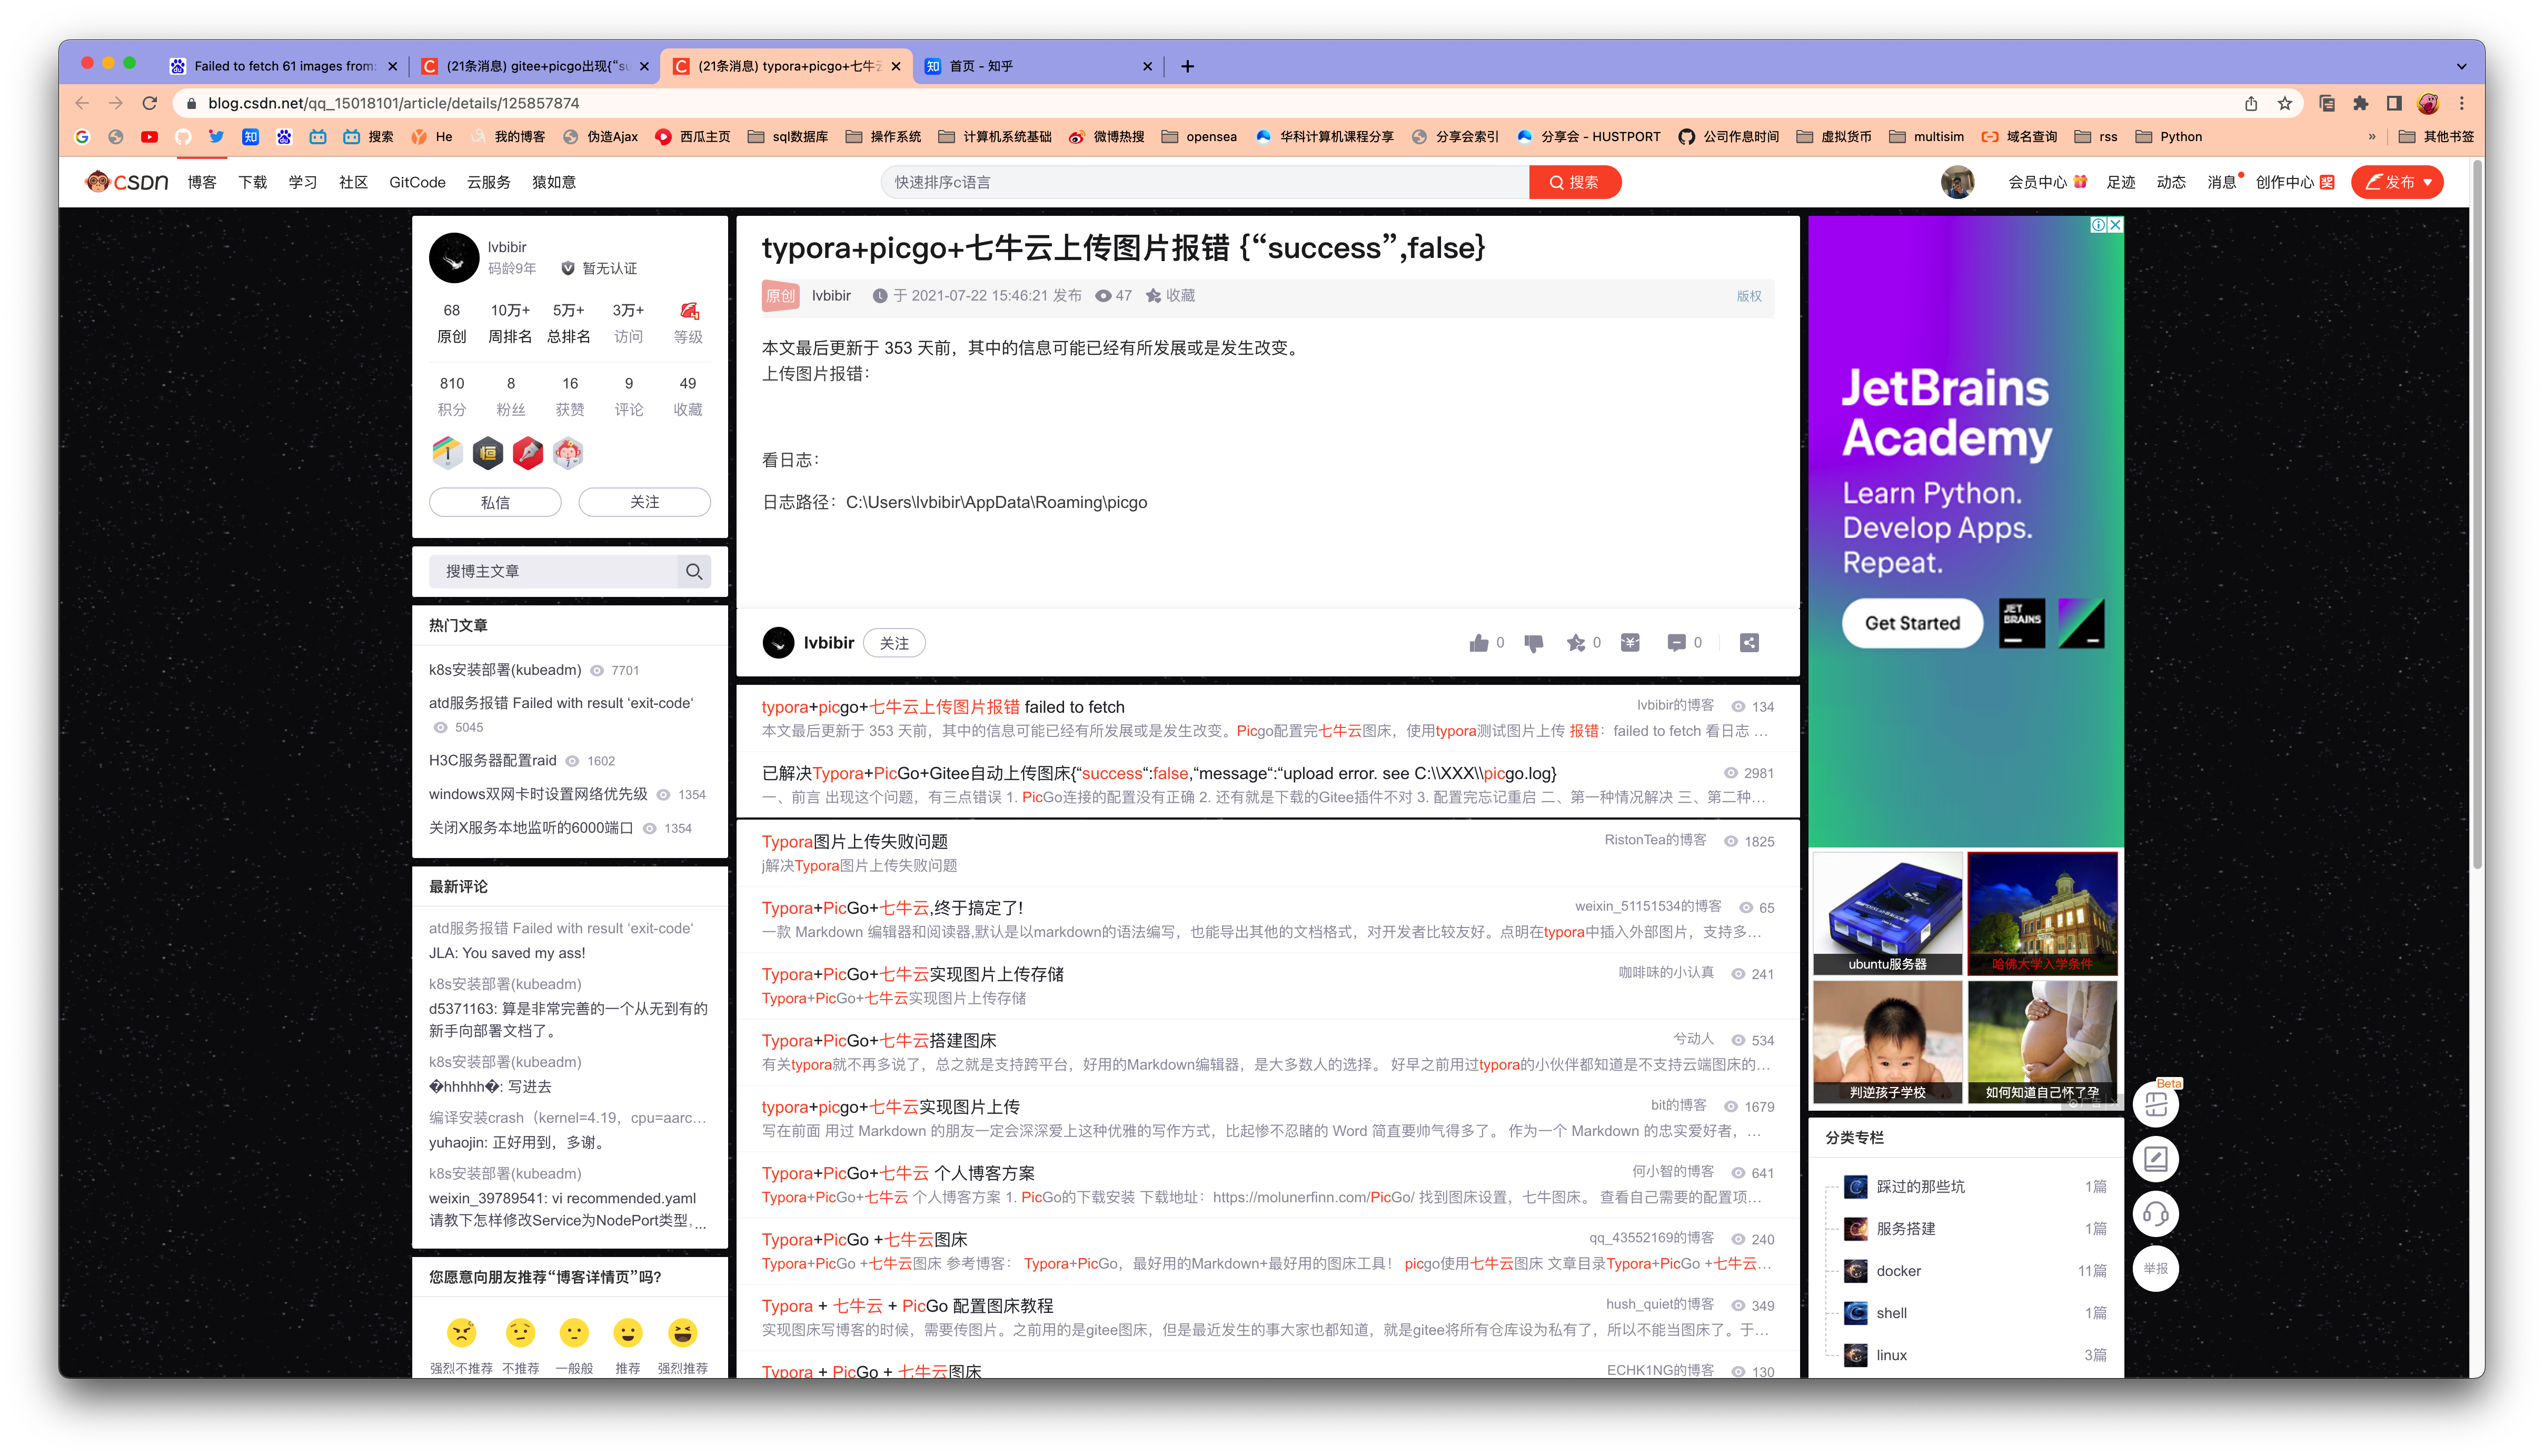 Failed to fetch 61 images from:
(21条消息) gitee+picgo出现{“su
(21条消息) typora+picgo+七牛云
首页 - 知乎
blog.csdn.net/qq_15018101/article/details/125857874
搜索 He 我的博客 伪造Ajax 西瓜主页 sql数据库 操作系统 计算机系统基础 微博热搜 opensea 华科计算机课程分享 分享会索引 分享会 - HUSTPORT 公司作息时间 虚拟货币 multisim 域名查询 rss Python » 其他书签
CSDN 博客 下载 学习 社区 GitCode 云服务 猿如意 快速排序c语言 搜索 会员中心 足迹 动态 消息 创作中心 奖 发布
lvbibir
码龄9年 暂无认证
68 10万+ 5万+ 3万+
原创 周排名 总排名 访问 等级
810 8 16 9 49
积分 粉丝 获赞 评论 收藏
私信 关注
搜博主文章
热门文章
k8s安装部署(kubeadm) 7701
atd服务报错 Failed with result ‘exit-code‘
5045
H3C服务器配置raid 1602
windows双网卡时设置网络优先级 1354
关闭X服务本地监听的6000端口 1354
最新评论
atd服务报错 Failed with result ‘exit-code‘
JLA: You saved my ass!
k8s安装部署(kubeadm)
d5371163: 算是非常完善的一个从无到有的
新手向部署文档了。
k8s安装部署(kubeadm)
�hhhhh�: 写进去
编译安装crash（kernel=4.19，cpu=aarc...
yuhaojin: 正好用到，多谢。
k8s安装部署(kubeadm)
weixin_39789541: vi recommended.yaml
请教下怎样修改Service为NodePort类型，...
您愿意向朋友推荐“博客详情页”吗？
强烈不推荐 不推荐 一般般 推荐 强烈推荐
typora+picgo+七牛云上传图片报错 {“success”,false}
原创 lvbibir 于 2021-07-22 15:46:21 发布 47 收藏 版权
本文最后更新于 353 天前，其中的信息可能已经有所发展或是发生改变。
上传图片报错：
看日志：
日志路径：C:\Users\lvbibir\AppData\Roaming\picgo
lvbibir 关注 0 0 0
typora+picgo+七牛云上传图片报错 failed to fetch lvbibir的博客 134
本文最后更新于 353 天前，其中的信息可能已经有所发展或是发生改变。Picgo配置完七牛云图床，使用typora测试图片上传 报错：failed to fetch 看日志 ...
已解决Typora+PicGo+Gitee自动上传图床{“success“:false,“message“:“upload error. see C:\\XXX\\picgo.log} 2981
一、前言 出现这个问题，有三点错误 1. PicGo连接的配置没有正确 2. 还有就是下载的Gitee插件不对 3. 配置完忘记重启 二、第一种情况解决 三、第二种...
Typora图片上传失败问题 RistonTea的博客 1825
j解决Typora图片上传失败问题
Typora+PicGo+七牛云,终于搞定了! weixin_51151534的博客 65
一款 Markdown 编辑器和阅读器,默认是以markdown的语法编写，也能导出其他的文档格式，对开发者比较友好。点明在typora中插入外部图片，支持多...
Typora+PicGo+七牛云实现图片上传存储 咖啡味的小认真 241
Typora+PicGo+七牛云实现图片上传存储
Typora+PicGo+七牛云搭建图床 兮动人 534
有关typora就不再多说了，总之就是支持跨平台，好用的Markdown编辑器，是大多数人的选择。 好早之前用过typora的小伙伴都知道是不支持云端图床的...
typora+picgo+七牛云实现图片上传 bit的博客 1679
写在前面 用过 Markdown 的朋友一定会深深爱上这种优雅的写作方式，比起惨不忍睹的 Word 简直要帅气得多了。 作为一个 Markdown 的忠实爱好者，...
Typora+PicGo+七牛云 个人博客方案 何小智的博客 641
Typora+PicGo+七牛云 个人博客方案 1. PicGo的下载安装 下载地址：https://molunerfinn.com/PicGo/ 找到图床设置，七牛图床。 查看自己需要的配置项...
Typora+PicGo +七牛云图床 qq_43552169的博客 240
Typora+PicGo +七牛云图床 参考博客： Typora+PicGo，最好用的Markdown+最好用的图床工具！ picgo使用七牛云图床 文章目录Typora+PicGo +七牛云...
Typora + 七牛云 + PicGo 配置图床教程 hush_quiet的博客 349
实现图床写博客的时候，需要传图片。之前用的是gitee图床，但是最近发生的事大家也都知道，就是gitee将所有仓库设为私有了，所以不能当图床了。于...
Typora + PicGo + 七牛云图床 ECHK1NG的博客 130
JetBrains
Academy
Learn Python.
Develop Apps.
Repeat.
Get Started
JET
BRAINS
ubuntu服务器 哈佛大学入学条件
判逆孩子学校 如何知道自己怀了孕
分类专栏
踩过的那些坑 1篇
服务搭建 1篇
docker 11篇
shell 1篇
linux 3篇
Beta
举报